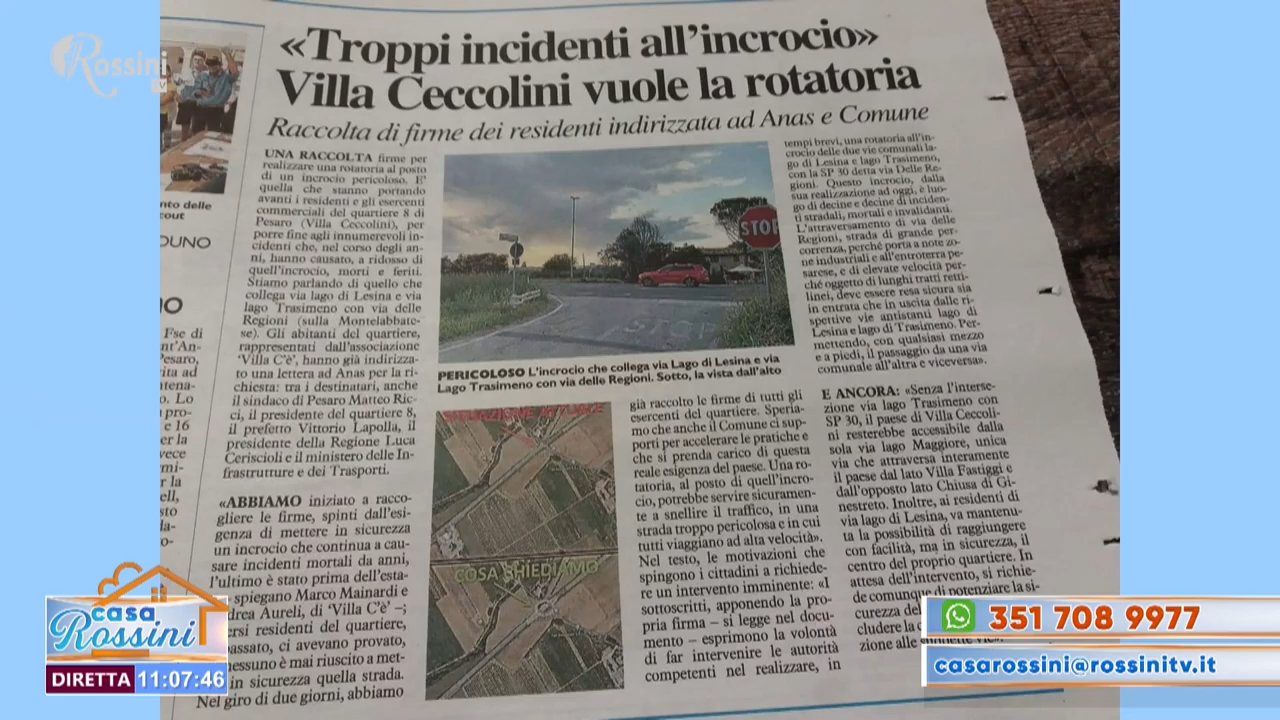 Rossini
TV
«Troppi incidenti all'incrocio»
Villa Ceccolini vuole la rotatoria
Raccolta di firme dei residenti indirizzata ad Anas e Comune
nto delle
cout
DUNO
NO
Fse di
nt'An-
Pesaro,
ita ad
ntena-
o. Lo
pro-
e 16
er la
vece
mi-
r la
ell,
sto
la-
o-
UNA RACCOLTA firme per
realizzare una rotatoria al posto
di un incrocio pericoloso. E'
quella che stanno portando
avanti i residenti e gli esercenti
commerciali del quartiere 8 di
Pesaro (Villa Ceccolini), per
porre fine agli innumerevoli in-
cidenti che, nel corso degli an-
ni, hanno causato, a ridosso di
quell'incrocio, morti e feriti.
Stiamo parlando di quello che
collega via lago di Lesina e via
lago Trasimeno con via delle
Regioni (sulla Montelabbate-
se). Gli abitanti del quartiere,
rappresentati dall'associazione
'Villa C'è', hanno già indirizza-
to una lettera ad Anas per la ri-
chiesta: tra i destinatari, anche
il sindaco di Pesaro Matteo Ric-
ci, il presidente del quartiere 8,
il prefetto Vittorio Lapolla, il
presidente della Regione Luca
Ceriscioli e il ministero delle In-
frastrutture e dei Trasporti.
«ABBIAMO iniziato a racco-
gliere le firme, spinti dall'esi-
genza di mettere in sicurezza
un incrocio che continua a cau-
sare incidenti mortali da anni,
l'ultimo è stato prima dell'esta-
spiegano Marco Mainardi e
drea Aureli, di 'Villa C'è' –;
ersi residenti del quartiere,
passato, ci avevano provato,
nessuno è mai riuscito a met-
in sicurezza quella strada.
Nel giro di due giorni, abbiamo
STOP
STOP
PERICOLOSO L'incrocio che collega via Lago di Lesina e via
Lago Trasimeno con via delle Regioni. Sotto, la vista dall'alto
SITUAZIONE ATTUALE
COSA CHIEDIAMO
già raccolto le firme di tutti gli
esercenti del quartiere. Speria-
mo che anche il Comune ci sup-
porti per accelerare le pratiche e
che si prenda carico di questa
reale esigenza del paese. Una ro-
tatoria, al posto di quell'incro-
cio, potrebbe servire sicuramen-
te a snellire il traffico, in una
strada troppo pericolosa e in cui
tutti viaggiano ad alta velocità».
Nel testo, le motivazioni che
spingono i cittadini a richiede-
re un intervento imminente: «I
sottoscritti, apponendo la pro-
pria firma – si legge nel docu-
mento – esprimono la volontà
di far intervenire le autorità
competenti nel realizzare, in
tempi brevi, una rotatoria all'in-
crocio delle due vie comunali la-
go di Lesina e lago Trasimeno,
con la SP 30 detta via Delle Re-
gioni. Questo incrocio, dalla
sua realizzazione ad oggi, è luo-
go di decine e decine di inciden-
ti stradali, mortali e invalidanti.
L'attraversamento di via delle
Regioni, strada di grande per-
correnza, perché porta a note zo-
ne industriali e all'entroterra pe-
sarese, e di elevate velocità per-
ché oggetto di lunghi tratti retti-
linei, deve essere resa sicura sia
in entrata che in uscita dalle ri-
spettive vie antistanti lago di
Lesina e lago di Trasimeno. Per-
mettendo, con qualsiasi mezzo
e a piedi, il passaggio da una via
comunale all'altra e viceversa».
E ANCORA: «Senza l'interse-
zione via lago Trasimeno con
SP 30, il paese di Villa Ceccoli-
ni resterebbe accessibile dalla
sola via lago Maggiore, unica
via che attraversa interamente
il paese dal lato Villa Fastiggi e
dall'opposto lato Chiusa di Gi-
nestreto. Inoltre, ai residenti di
via lago di Lesina, va mantenu-
ta la possibilità di raggiungere
con facilità, ma in sicurezza, il
centro del proprio quartiere. In
attesa dell'intervento, si richie-
de comunque di potenziare la si-
curezza del
cludere la
zione alle
casa
Rossini
DIRETTA 11:07:46
351 708 9977
casarossini@rossinitv.it